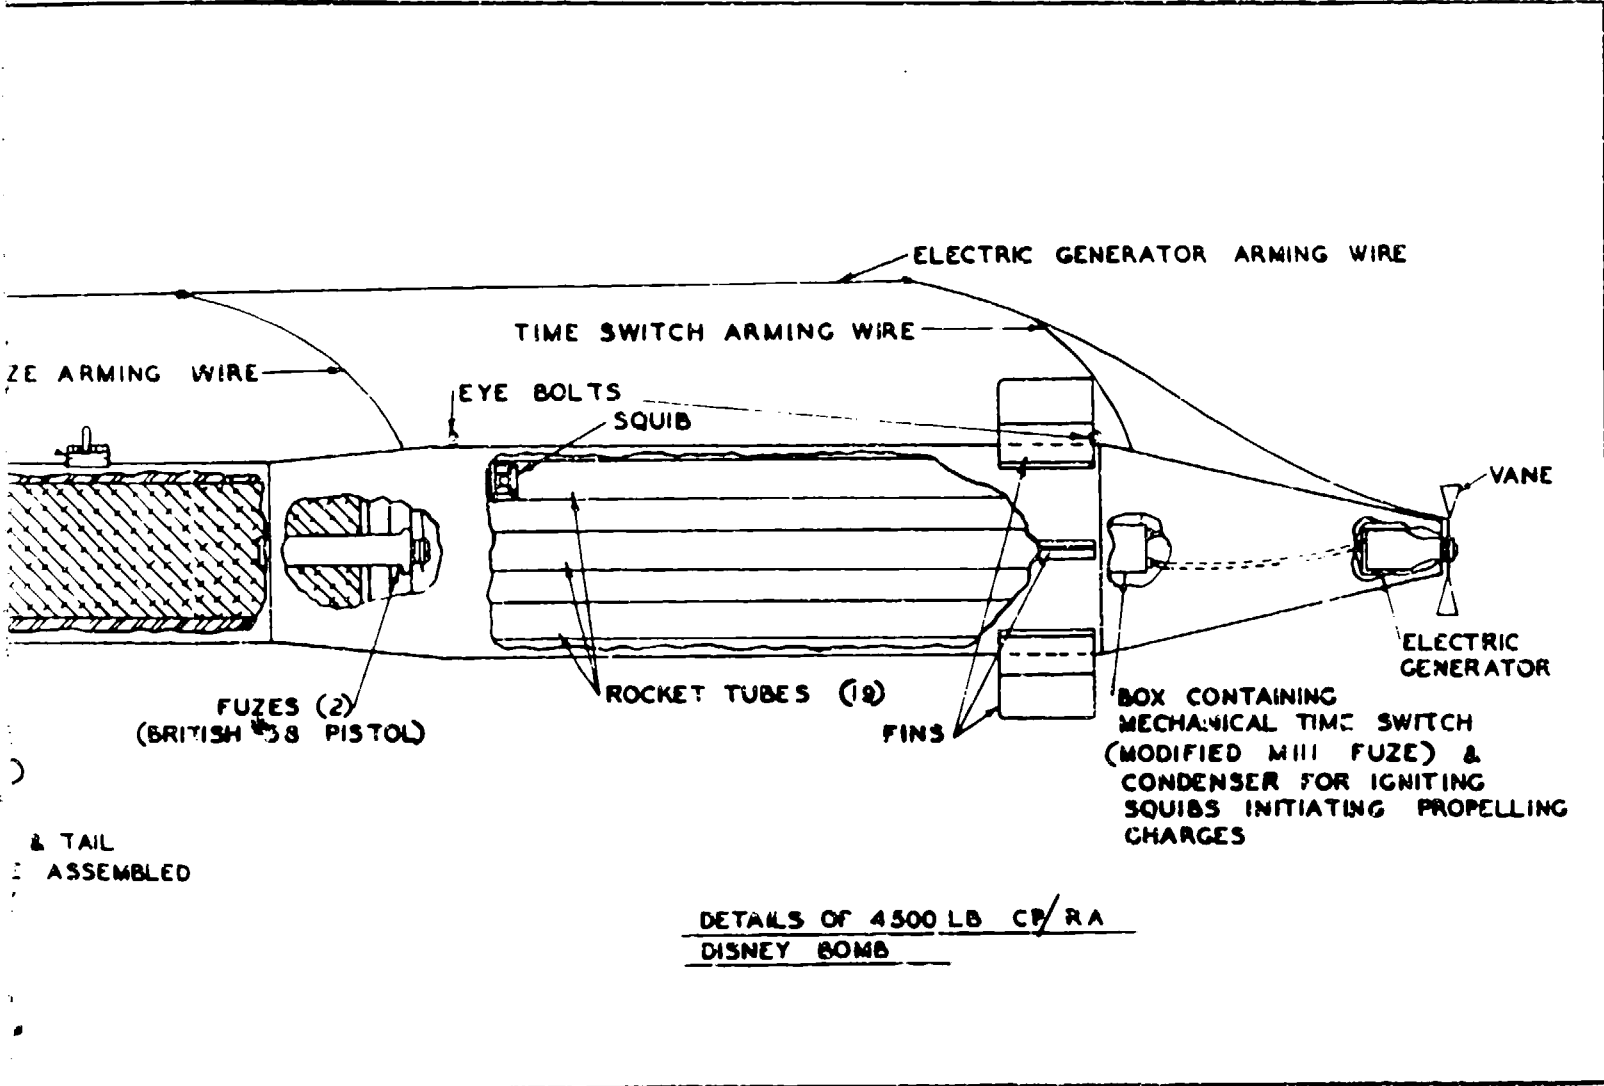 ELECTRIC GENERATOR ARMING WIRE
TIME SWITCH ARMING WIRE
ZE ARMING WIRE
EYE BOLTS
SQUIB
VANE
ELECTRIC
GENERATOR
ROCKET TUBES (19)
FUZES (2)
(BRITISH 58 PISTOL)
FINS
BOX CONTAINING
MECHANICAL TIME SWITCH
(MODIFIED M111 FUZE) &
CONDENSER FOR IGNITING
SQUIBS INITIATING PROPELLING
CHARGES
)
& TAIL
ASSEMBLED
DETAILS OF 4500 LB CP/RA
DISNEY BOMB